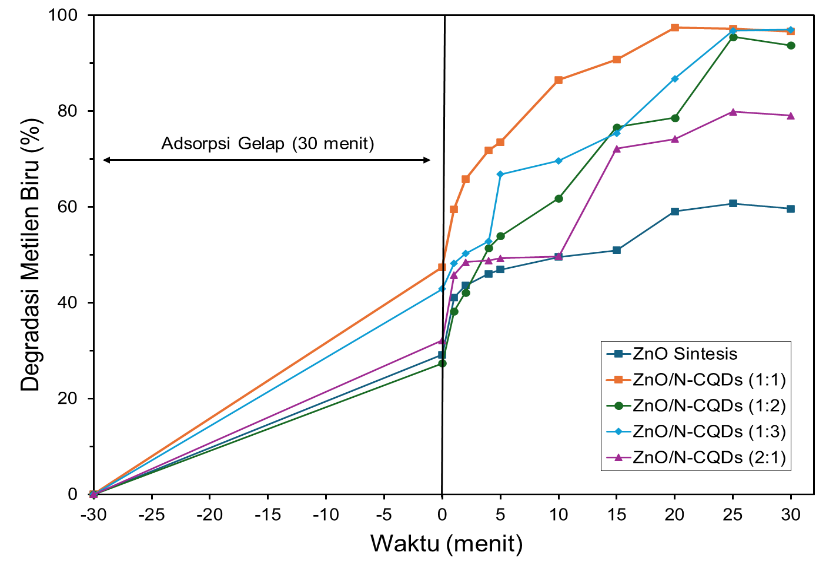 100
80
60
40
20
0
Degradasi Metilen Biru (%)
Adsorpsi Gelap (30 menit)
ZnO Sintesis
ZnO/N-CQDs (1:1)
ZnO/N-CQDs (1:2)
ZnO/N-CQDs (1:3)
ZnO/N-CQDs (2:1)
-30 -25 -20 -15 -10 -5 0 5 10 15 20 25 30
Waktu (menit)